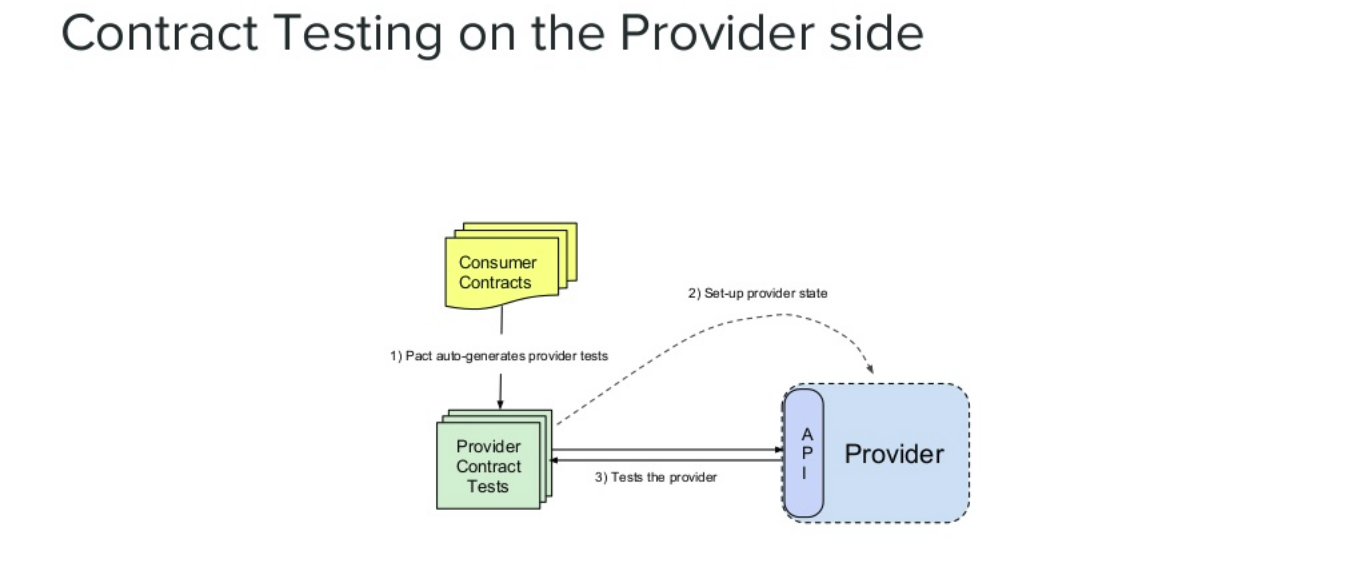 Contract Testing on the Provider side
Consumer
Contracts
2) Set-up provider state
1) Pact auto-generates provider tests
Provider
Contract
Tests
A
P
I
Provider
3) Tests the provider